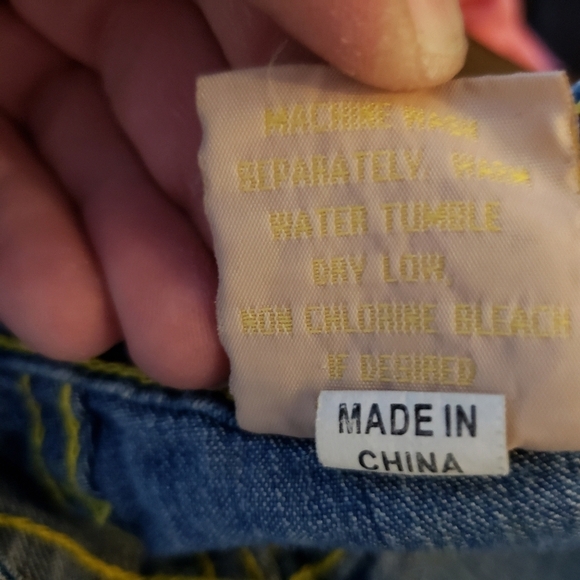 MACHINE WASH
SEPARATELY. WARM
WATER TUMBLE
DRY LOW,
NON CHLORINE BLEACH
IF DESIRED
MADE IN
CHINA